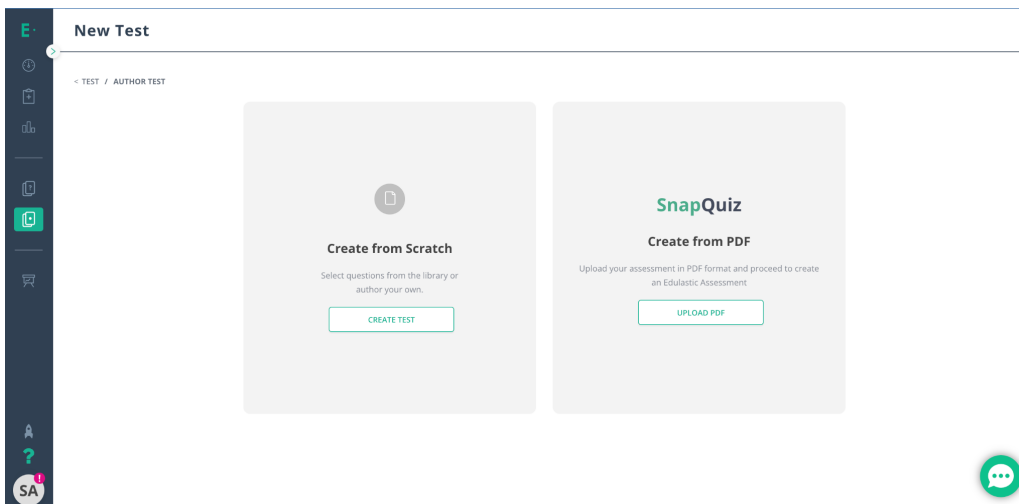 E
New Test
< TEST / AUTHOR TEST
Create from Scratch
Select questions from the library or
author your own.
CREATE TEST
SnapQuiz
Create from PDF
Upload your assessment in PDF format and proceed to create
an Edulastic Assessment
UPLOAD PDF
?
!
SA